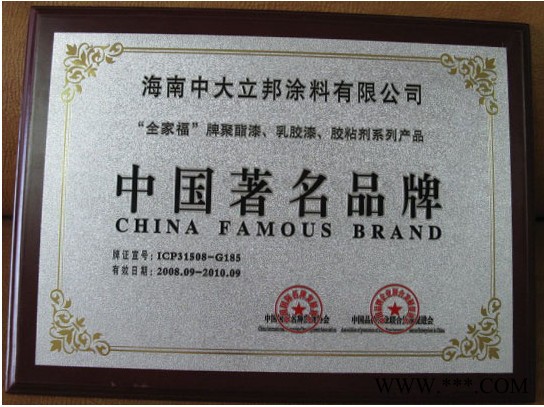 海南中大立邦涂料有限公司
“全家福”牌聚酯漆、乳胶漆、胶粘剂系列产品
中国著名品牌
CHINA FAMOUS BRAND
牌证宣号：ICP31508-G185
有效日期：2008.09-2010.09
WWW.***.COM